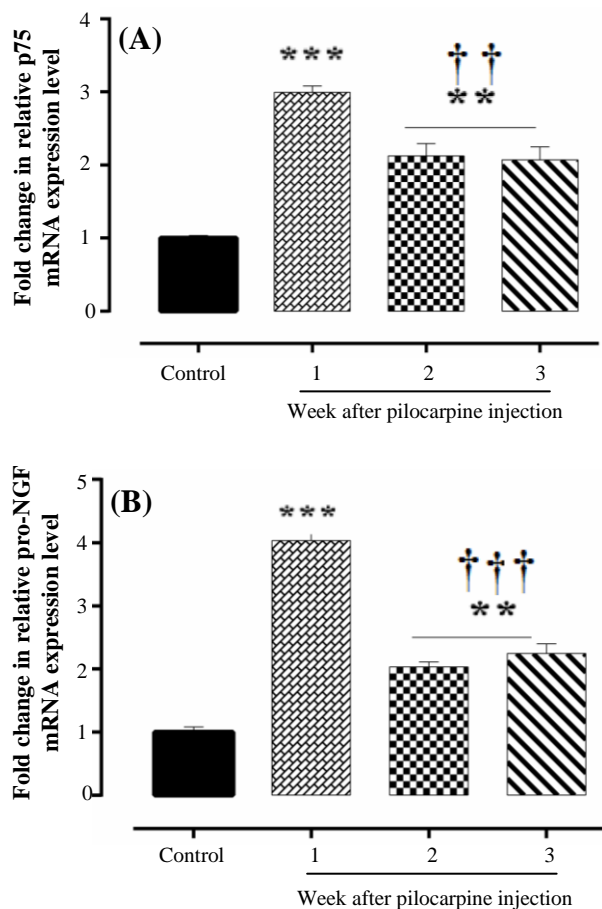 (A)
Fold change in relative p75
mRNA expression level
4
3
2
1
0
***
††
**
Control
1
2
3
Week after pilocarpine injection
(B)
Fold change in relative pro-NGF
mRNA expression level
5
4
3
2
1
0
***
†††
**
Control
1
2
3
Week after pilocarpine injection